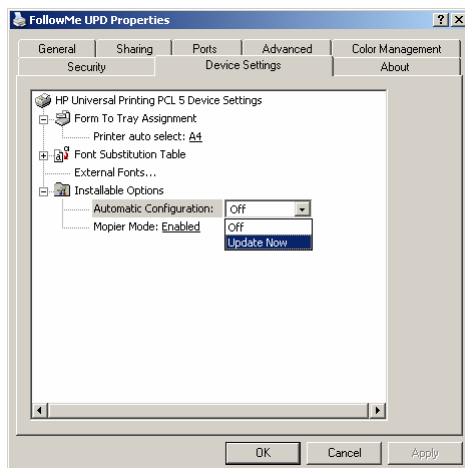 FollowMe UPD Properties
General Sharing Ports Advanced Color Management
Security Device Settings About
HP Universal Printing PCL 5 Device Settings
Form To Tray Assignment
Printer auto select: A4
Font Substitution Table
External Fonts...
Installable Options
Automatic Configuration: Off
Mopier Mode: Enabled
Off
Update Now
OK Cancel Apply